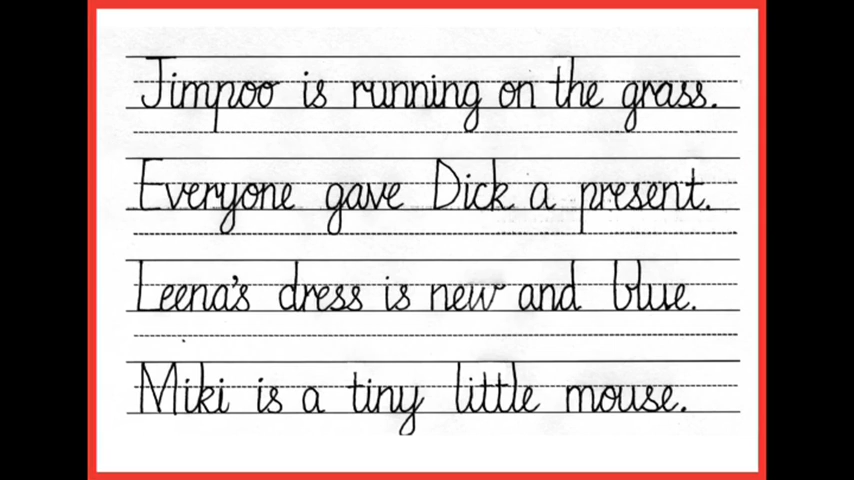 Jimpoo is running on the grass.
Everyone gave Dick a present.
Leena's dress is new and blue.
Miki is a tiny little mouse.